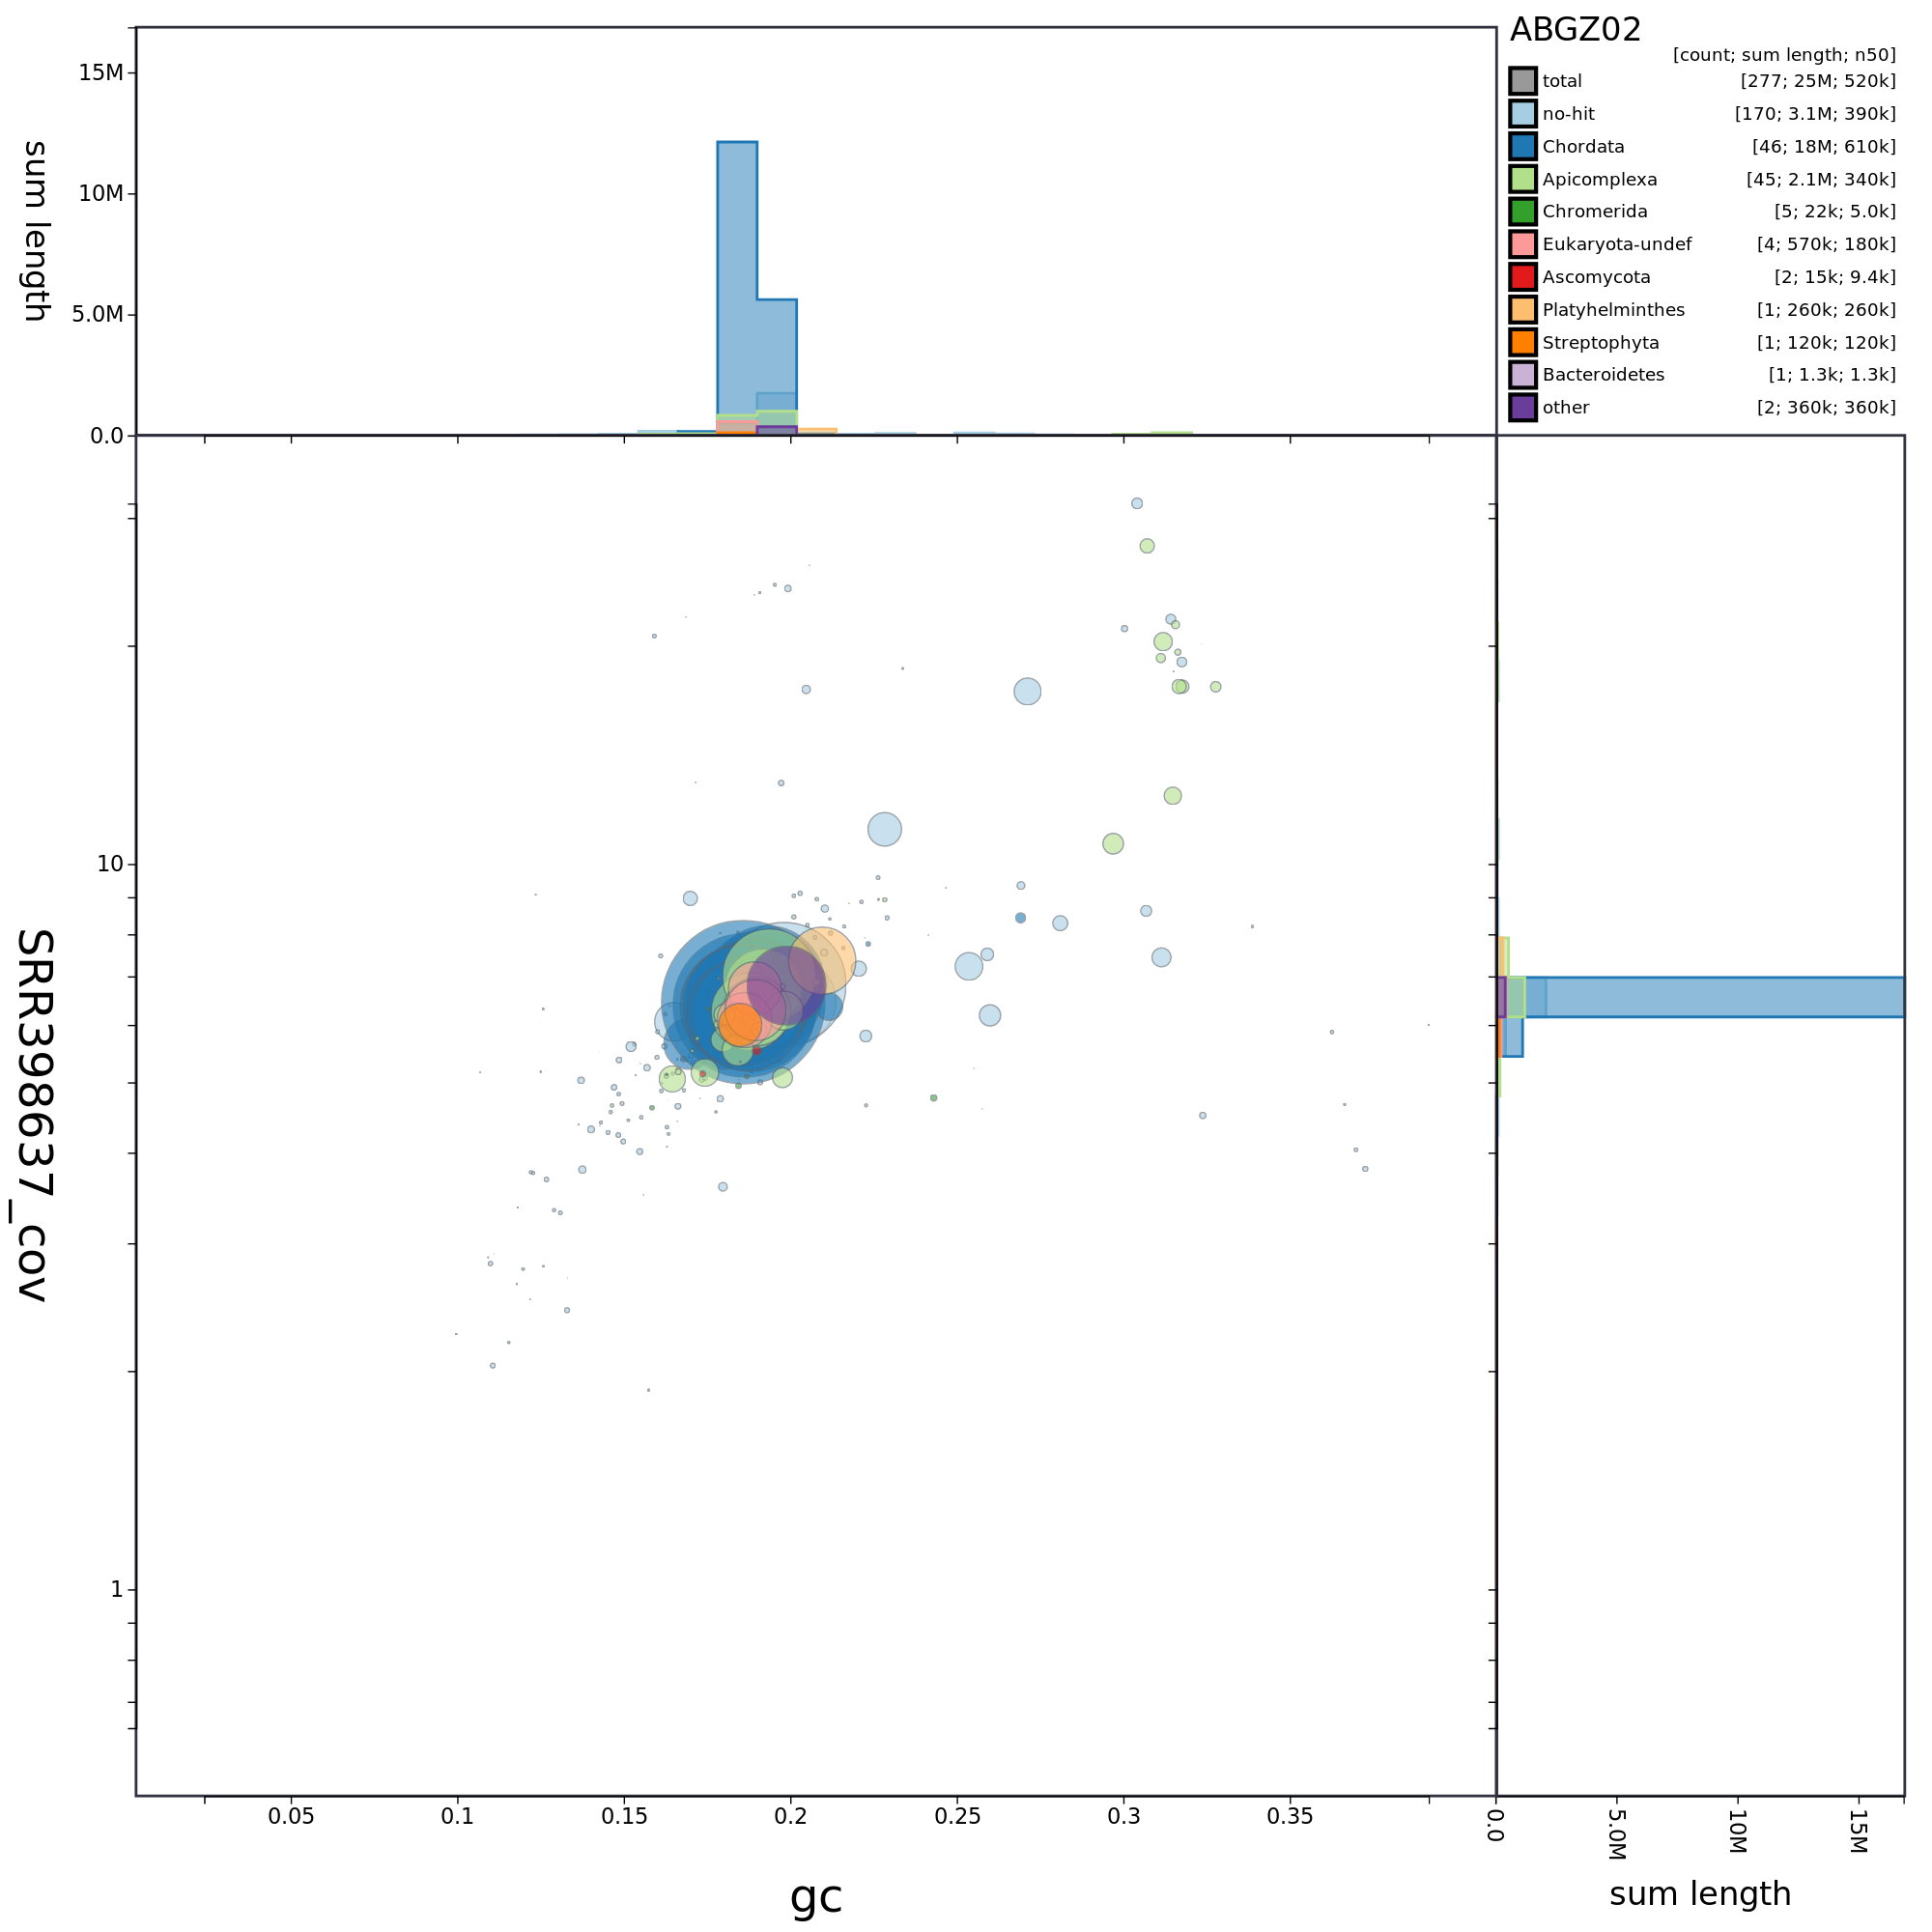 ABGZ02
[count; sum length; n50]
total [277; 25M; 520k]
no-hit [170; 3.1M; 390k]
Chordata [46; 18M; 610k]
Apicomplexa [45; 2.1M; 340k]
Chromerida [5; 22k; 5.0k]
Eukaryota-undef [4; 570k; 180k]
Ascomycota [2; 15k; 9.4k]
Platyhelminthes [1; 260k; 260k]
Streptophyta [1; 120k; 120k]
Bacteroidetes [1; 1.3k; 1.3k]
other [2; 360k; 360k]
sum length
15M
10M
5.0M
0.0
SRR398637_cov
10
1
0.05 0.1 0.15 0.2 0.25 0.3 0.35
gc
0.0 5.0M 10M 15M
sum length